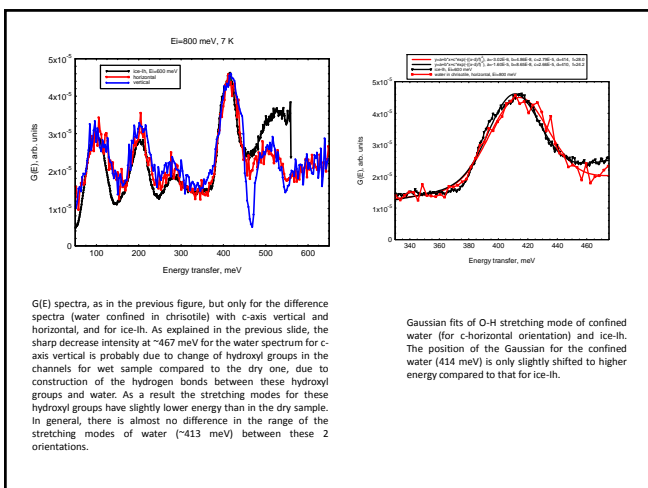 Ei=800 meV, 7 K
ice-Ih, Ei=600 meV
horizontal
vertical
G(E), arb. units
5x10⁻⁵
4x10⁻⁵
3x10⁻⁵
2x10⁻⁵
1x10⁻⁵
0
100 200 300 400 500 600
Energy transfer, meV
ice-Ih, Ei=600 meV
water in chrisotile, horizontal, Ei=800 meV
G(E), arb. units
5x10⁻⁵
4x10⁻⁵
3x10⁻⁵
2x10⁻⁵
1x10⁻⁵
0
340 360 380 400 420 440 460
Energy transfer, meV
G(E) spectra, as in the previous figure, but only for the difference
spectra (water confined in chrisotile) with c-axis vertical and
horizontal, and for ice-Ih. As explained in the previous slide, the
sharp decrease intensity at ~467 meV for the water spectrum for c-
axis vertical is probably due to change of hydroxyl groups in the
channels for wet sample compared to the dry one, due to
construction of the hydrogen bonds between these hydroxyl
groups and water. As a result the stretching modes for these
hydroxyl groups have slightly lower energy than in the dry sample.
In general, there is almost no difference in the range of the
stretching modes of water (~413 meV) between these 2
orientations.
Gaussian fits of O-H stretching mode of confined
water (for c-horizontal orientation) and ice-Ih.
The position of the Gaussian for the confined
water (414 meV) is only slightly shifted to higher
energy compared to that for ice-Ih.